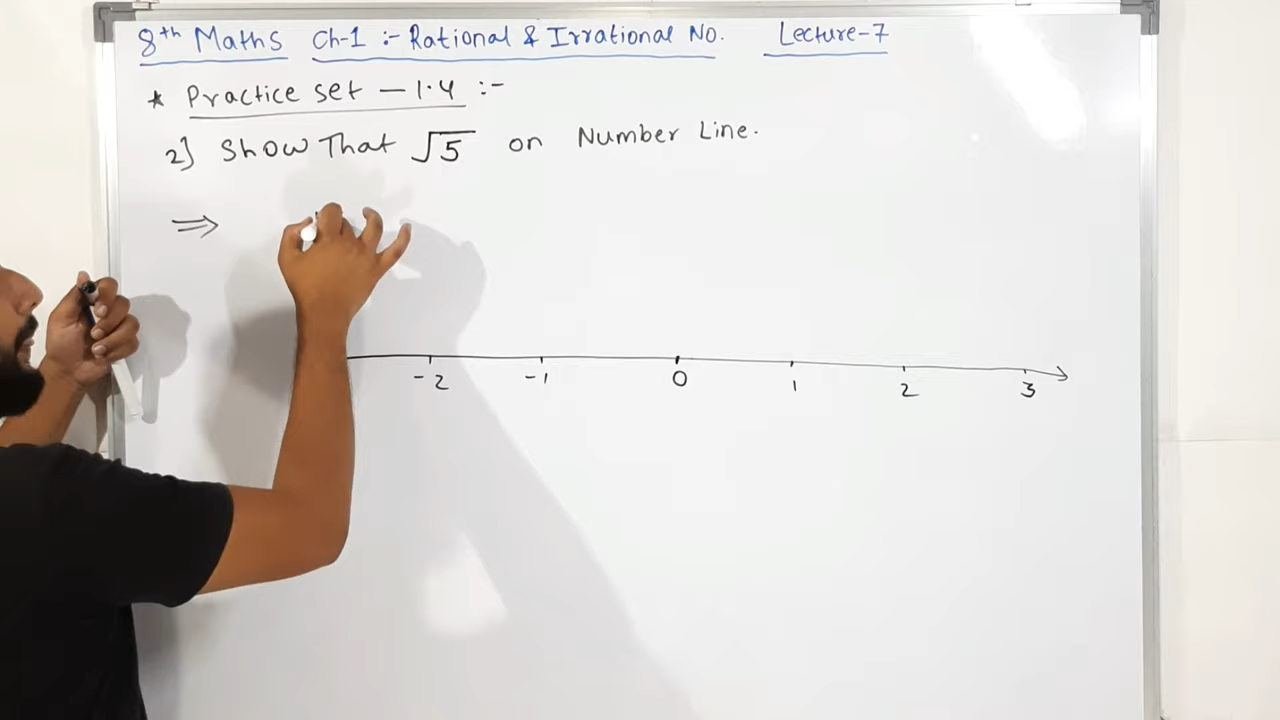 8th Maths Ch-1 :- Rational & Irrational No. Lecture-7
* Practice set - 1.4 :-
2] Show That √5 on Number Line.
⇒
-2 -1 0 1 2 3